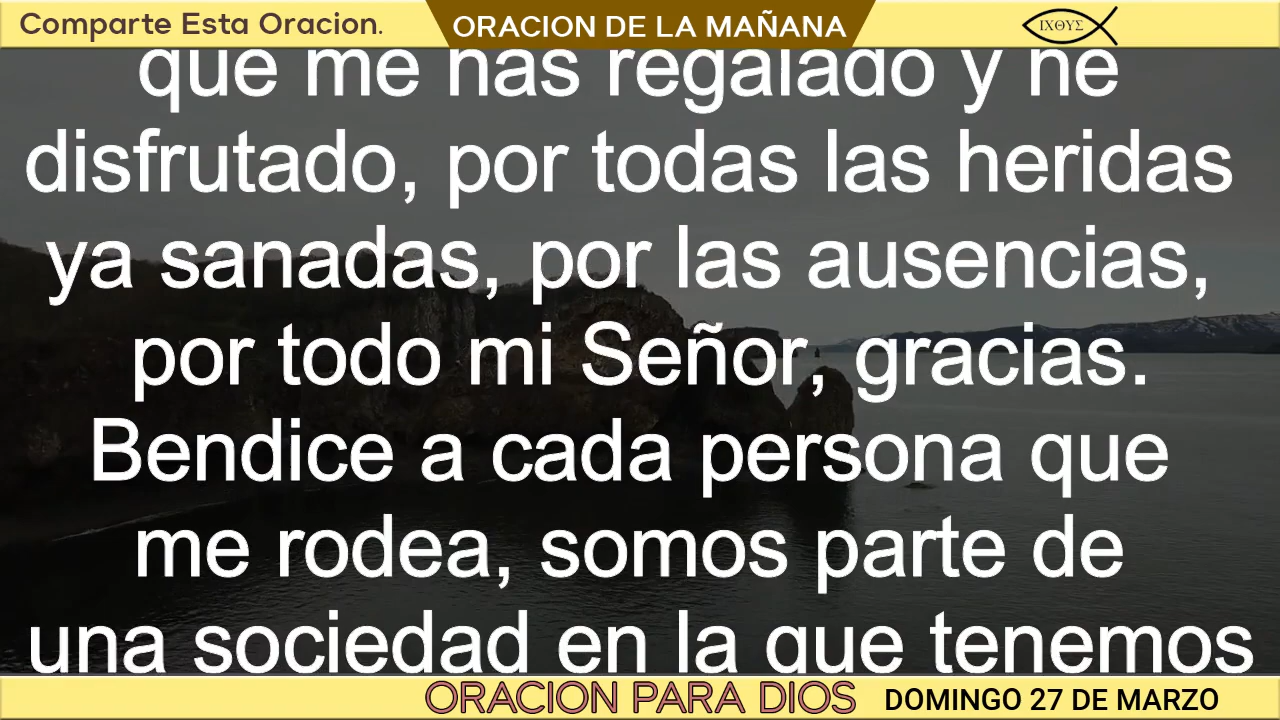 Comparte Esta Oracion.
ORACION DE LA MAÑANA
ΙΧΘΥΣ
que me has regalado y he
disfrutado, por todas las heridas
ya sanadas, por las ausencias,
por todo mi Señor, gracias.
Bendice a cada persona que
me rodea, somos parte de
una sociedad en la que tenemos
ORACION PARA DIOS
DOMINGO 27 DE MARZO